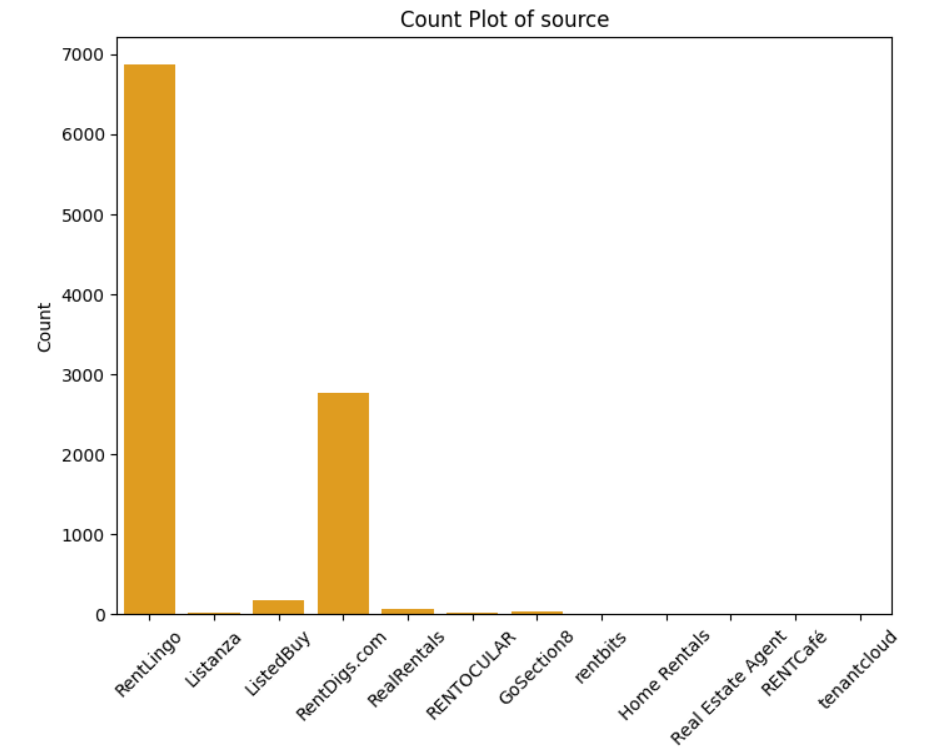 Count Plot of source
7000
6000
5000
4000
3000
2000
1000
0
Count
RentLingo
Listanza
ListedBuy
RentDigs.com
RealRentals
RENTOCULAR
GoSection8
rentbits
Home Rentals
Real Estate Agent
RENTCafé
tenantcloud